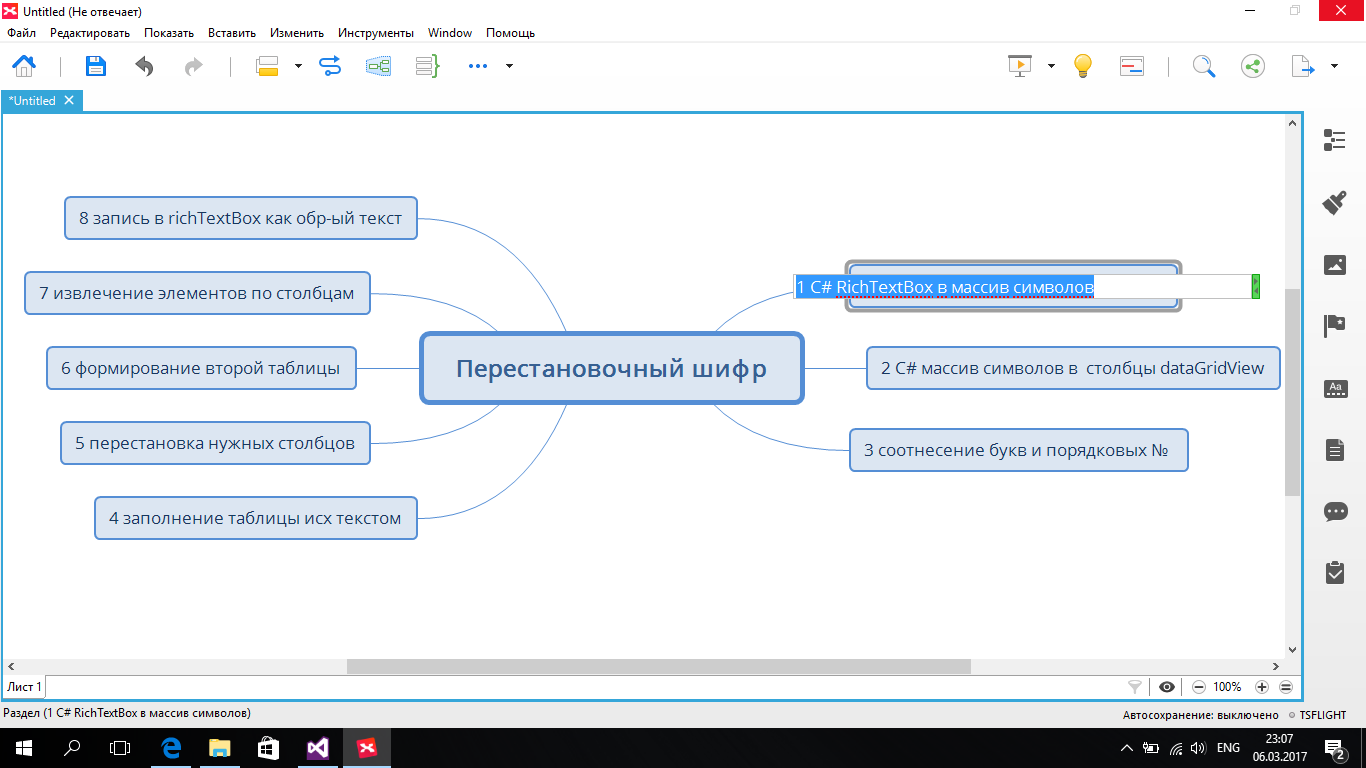 Untitled (Не отвечает)
Файл Редактировать Показать Вставить Изменить Инструменты Window Помощь
*Untitled
8 запись в richTextBox как обр-ый текст
7 извлечение элементов по столбцам
6 формирование второй таблицы
5 перестановка нужных столбцов
4 заполнение таблицы исх текстом
Перестановочный шифр
1 C# RichTextBox в массив символов
2 C# массив символов в  столбцы dataGridView
3 соотнесение букв и порядковых №
Aa
Лист 1
100%
Раздел (1 C# RichTextBox в массив символов)
Автосохранение: выключено
TSFLIGHT
ENG
23:07
06.03.2017
2